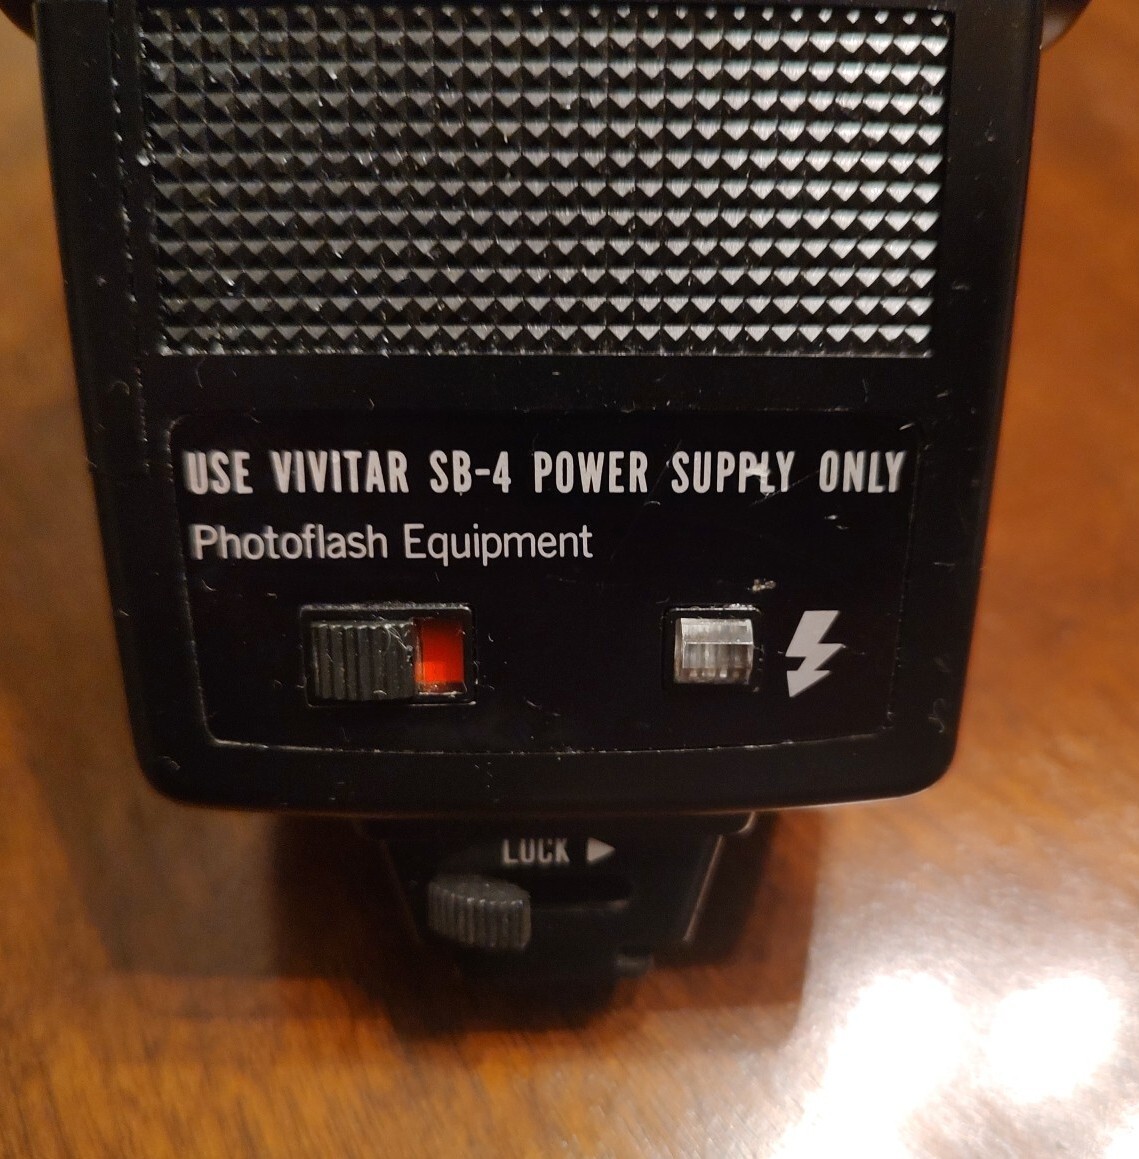 USE VIVITAR SB-4 POWER SUPPLY ONLY
Photoflash Equipment
LOCK